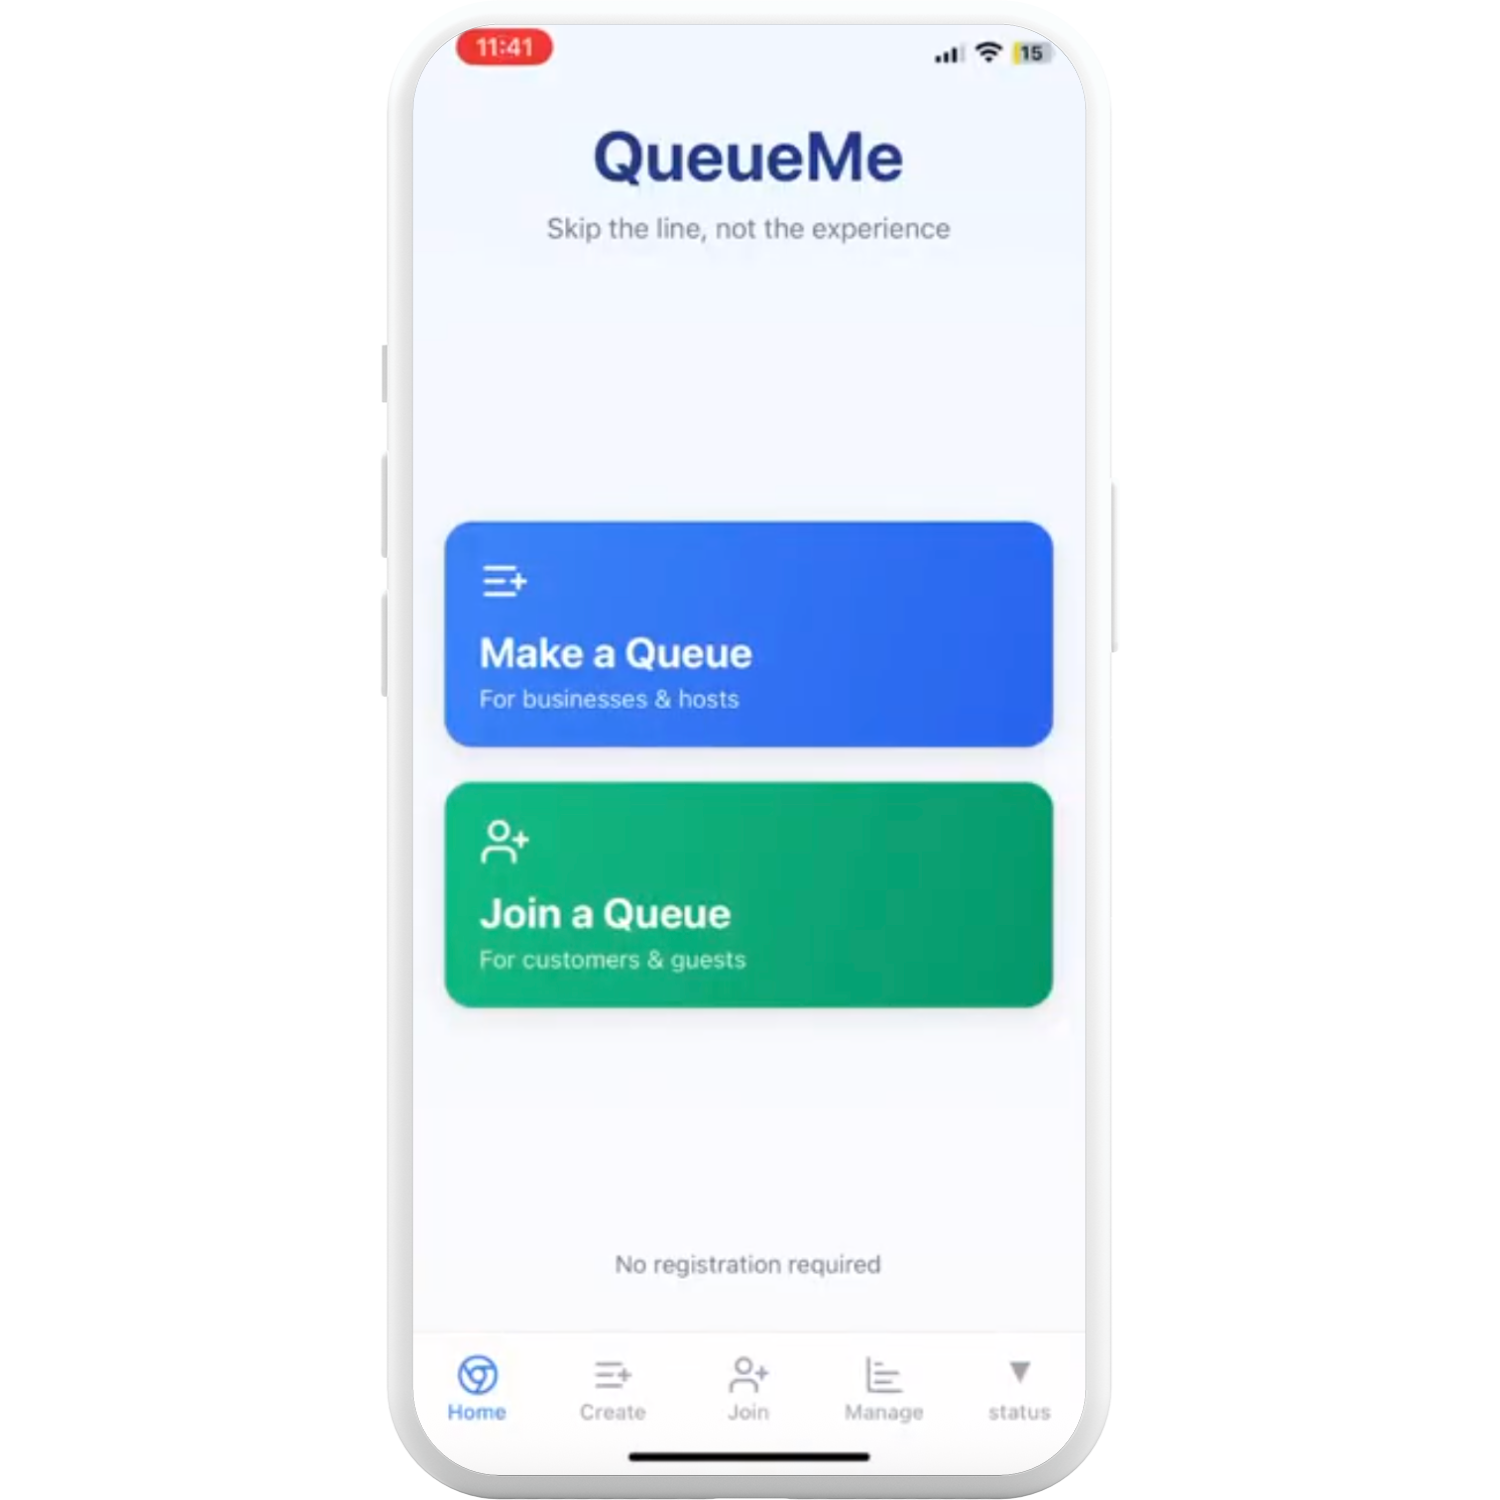 11:41
15
QueueMe
Skip the line, not the experience
Make a Queue
For businesses & hosts
Join a Queue
For customers & guests
No registration required
Home
Create
Join
Manage
status